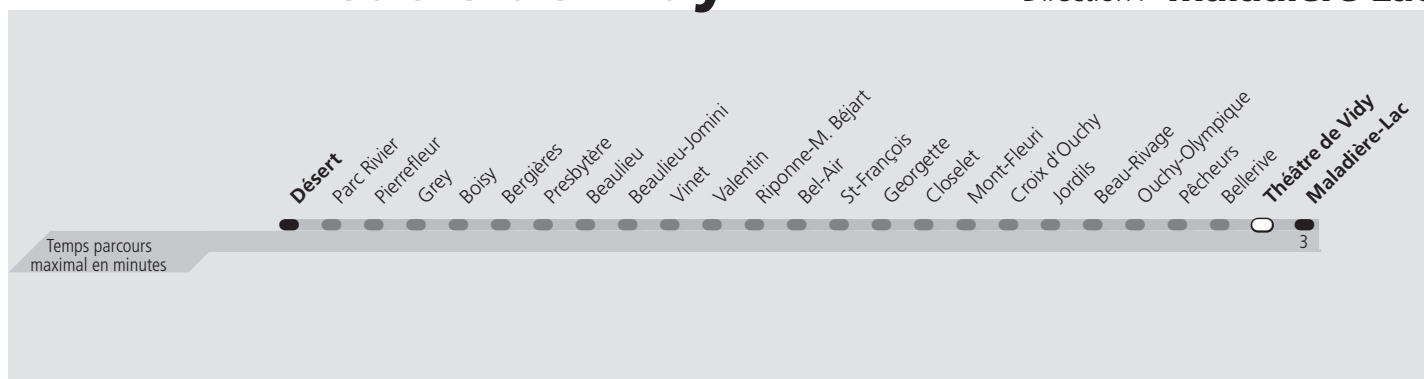 Direction : Maladière-Lac
Désert
Parc Rivier
Pierrefleur
Grey
Boisy
Bergières
Presbytère
Beaulieu
Beaulieu-Jomini
Vinet
Valentin
Riponne-M. Béjart
Bel-Air
St-François
Georgette
Closelet
Mont-Fleuri
Croix d'Ouchy
Jordils
Beau-Rivage
Ouchy-Olympique
Pêcheurs
Bellerive
Théâtre de Vidy
Maladière-Lac
Temps parcours
maximal en minutes
3